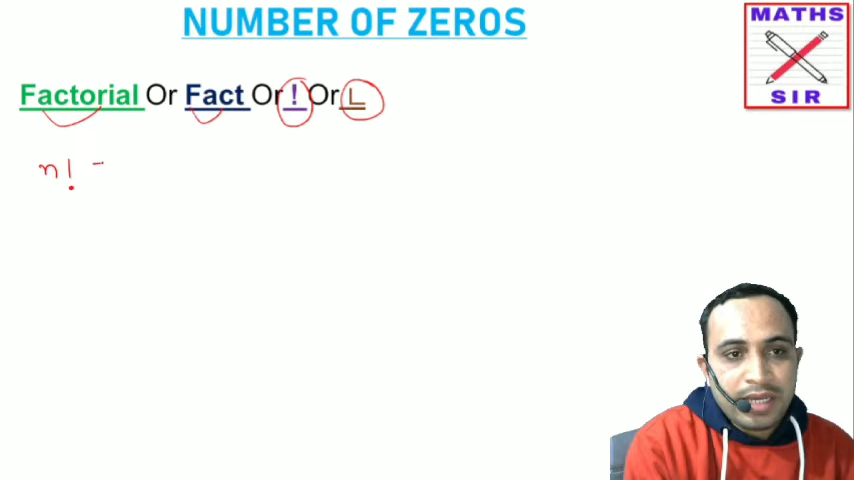 NUMBER OF ZEROS
MATHS
SIR
Factorial Or Fact Or ! Or L
n! -